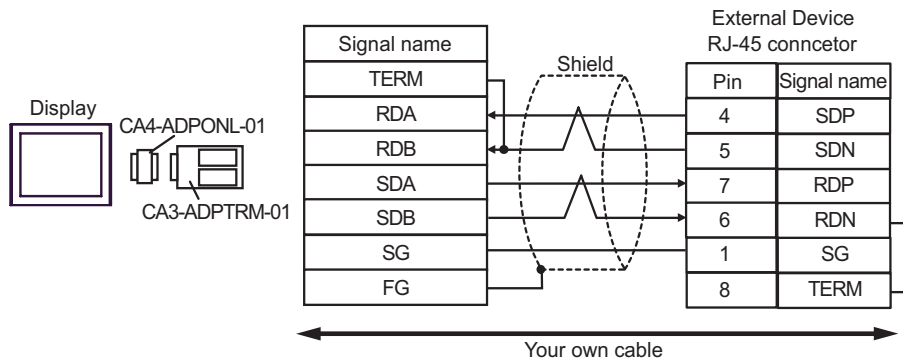 External Device
RJ-45 conncetor
Signal name
Shield
Pin Signal name
TERM
Display
RDA
4 SDP
CA4-ADPONL-01
RDB
5 SDN
SDA
7 RDP
CA3-ADPTRM-01
SDB
6 RDN
SG
1 SG
FG
8 TERM
Your own cable